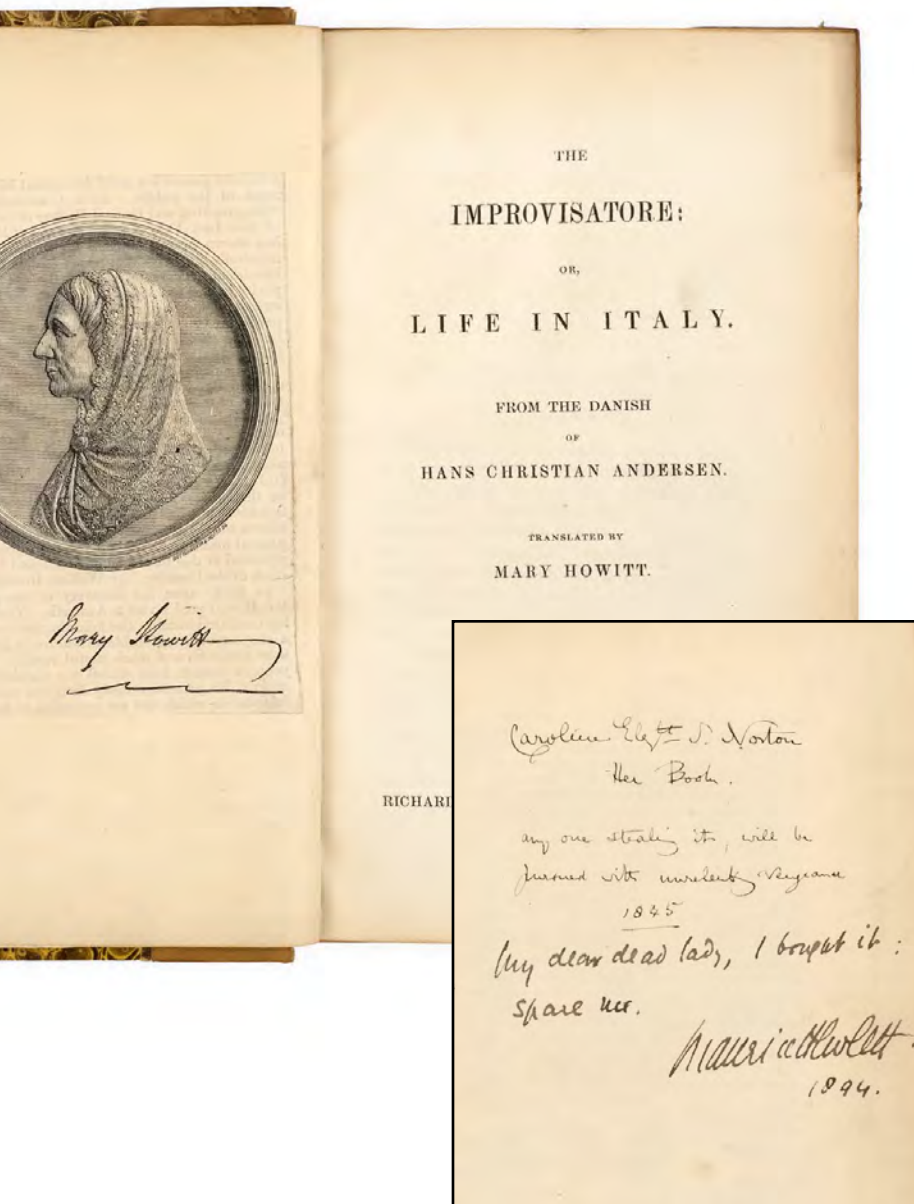 THE
IMPROVISATORE:
OR,
LIFE IN ITALY.
FROM THE DANISH
OF
HANS CHRISTIAN ANDERSEN.
TRANSLATED BY
MARY HOWITT.
RICHARD
Mary Howitt
Caroline Elizth S. Norton
Her Book.
any one stealing it, will be
pursued with unrelenting vengeance
1845
My dear dead lady, I bought it:
spare me.
Maurice Hewlett.
1894.